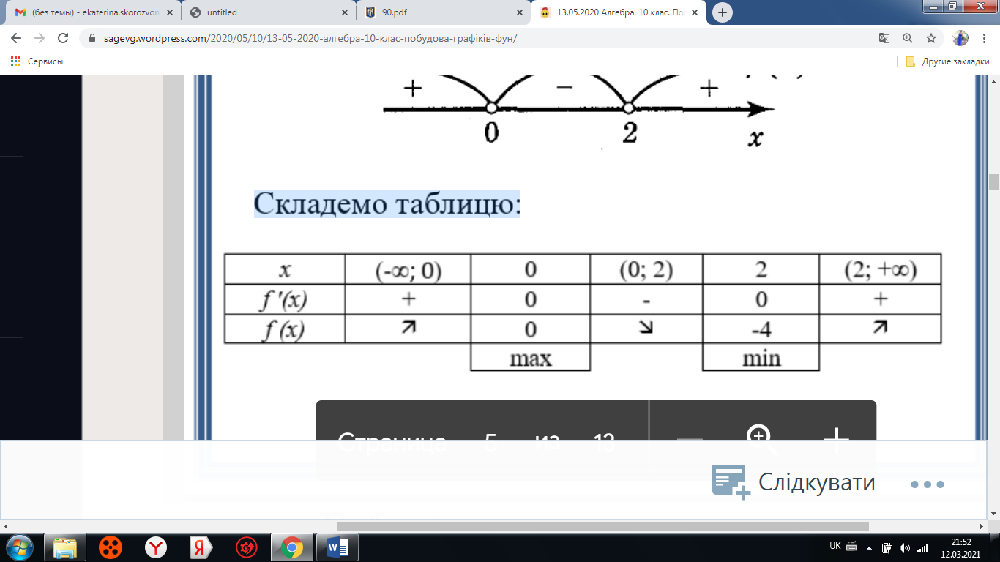 (без темы) - ekaterina.skorozvon
untitled
90.pdf
13.05.2020 Алгебра. 10 клас. По
sagevg.wordpress.com/2020/05/10/13-05-2020-алгебра-10-клас-побудова-графіків-фун/
Сервисы
Другие закладки
+ − +
0 2 x
Складемо таблицю:
x (-∞; 0) 0 (0; 2) 2 (2; +∞)
f '(x) + 0 - 0 +
f (x) ↗ 0 ↘ -4 ↗
max min
Страница 5 из 13
Слідкувати
UK
21:52
12.03.2021